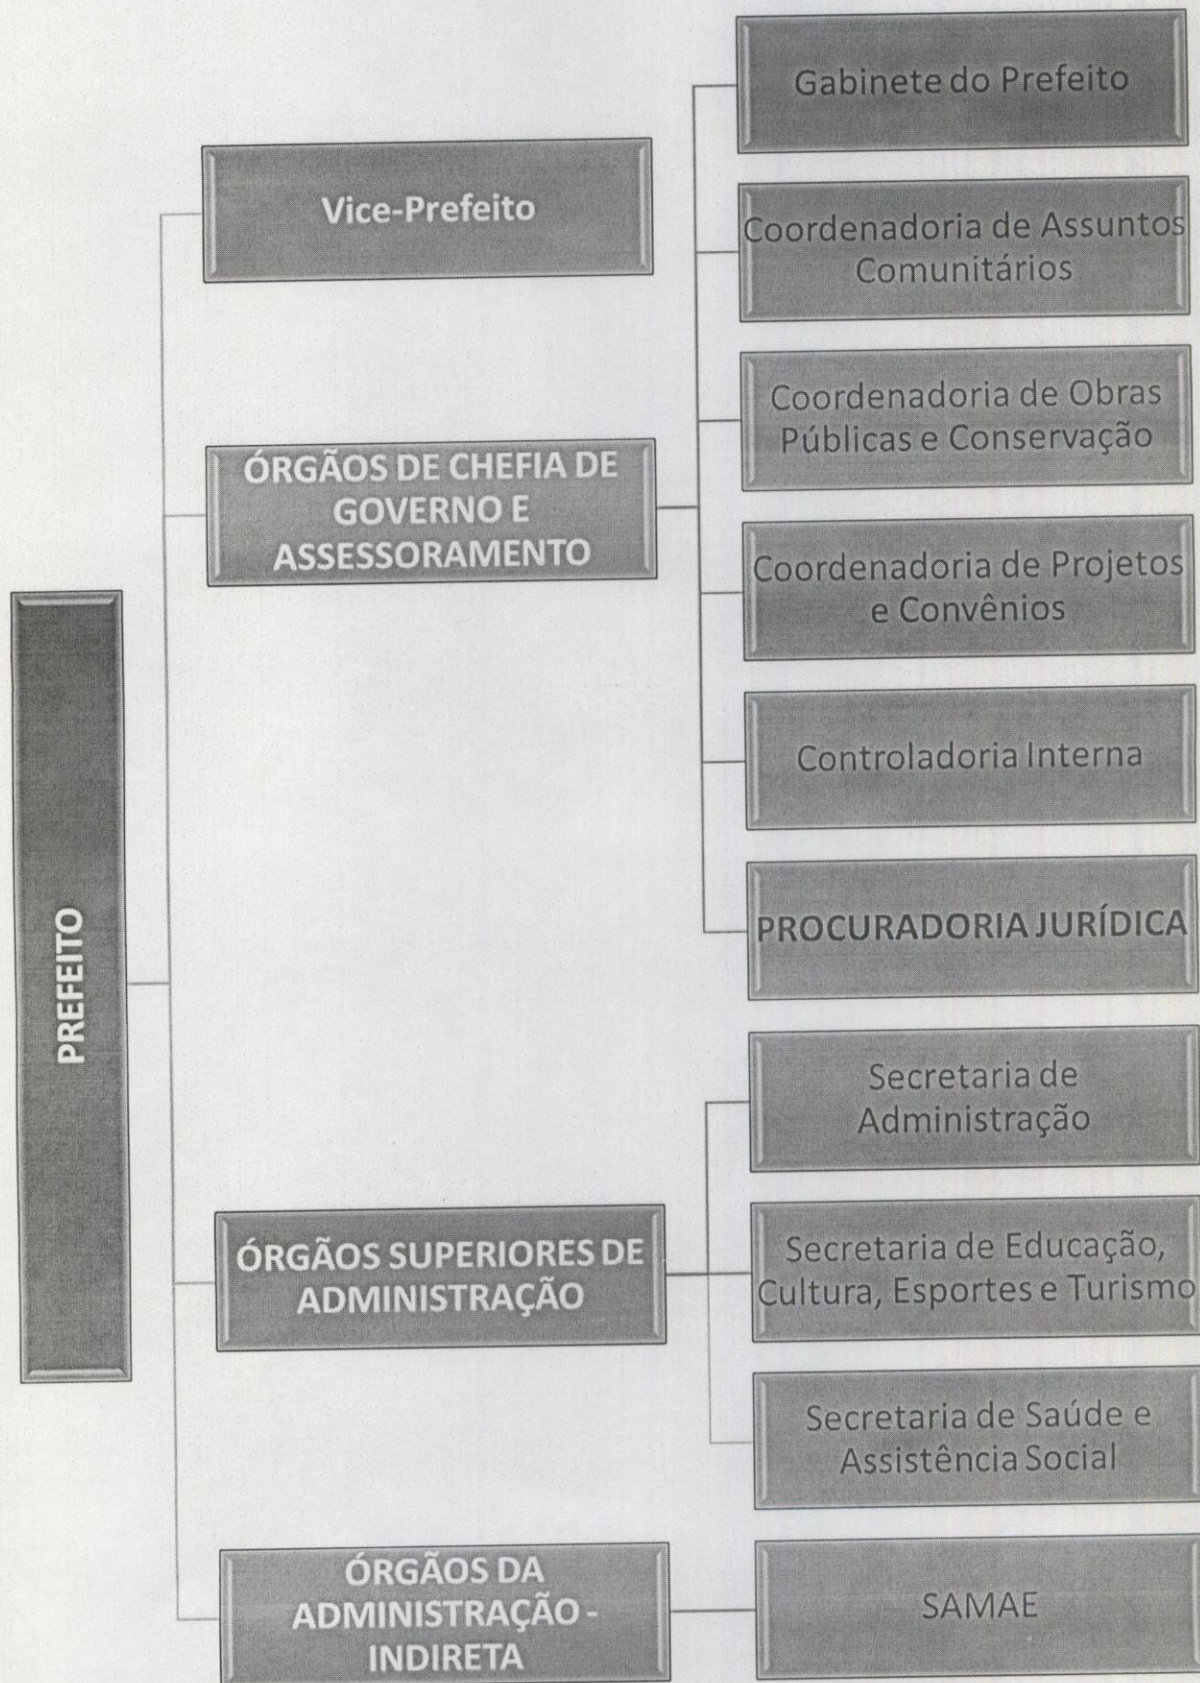 PREFEITO
Vice-Prefeito
ÓRGÃOS DE CHEFIA DE
GOVERNO E
ASSESSORAMENTO
Gabinete do Prefeito
Coordenadoria de Assuntos
Comunitários
Coordenadoria de Obras
Públicas e Conservação
Coordenadoria de Projetos
e Convênios
Controladoria Interna
PROCURADORIA JURÍDICA
ÓRGÃOS SUPERIORES DE
ADMINISTRAÇÃO
Secretaria de
Administração
Secretaria de Educação,
Cultura, Esportes e Turismo
Secretaria de Saúde e
Assistência Social
ÓRGÃOS DA
ADMINISTRAÇÃO -
INDIRETA
SAMAE